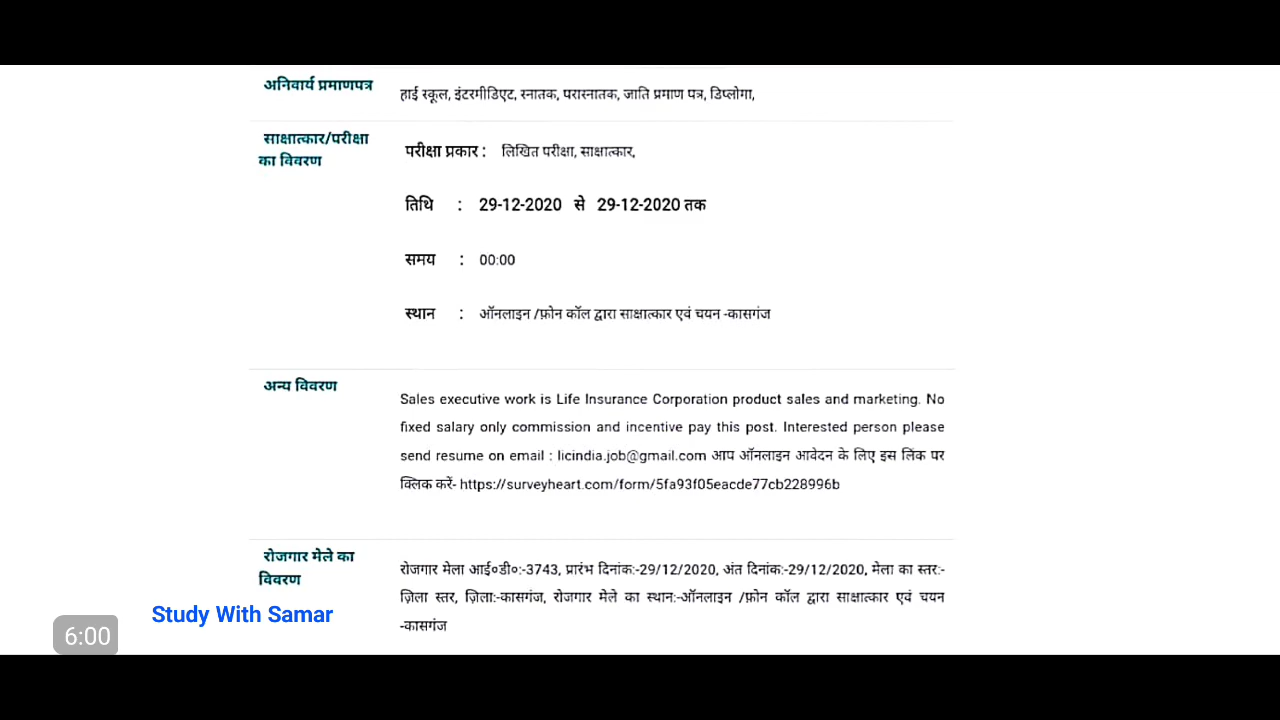 अनिवार्य प्रमाणपत्र
हाई स्कूल, इंटरमीडिएट, स्नातक, परास्नातक, जाति प्रमाण पत्र, डिप्लोमा,
साक्षात्कार/परीक्षा
का विवरण
परीक्षा प्रकार : लिखित परीक्षा, साक्षात्कार,
तिथि : 29-12-2020 से 29-12-2020 तक
समय : 00:00
स्थान : ऑनलाइन /फ़ोन कॉल द्वारा साक्षात्कार एवं चयन -कासगंज
अन्य विवरण
Sales executive work is Life Insurance Corporation product sales and marketing. No
fixed salary only commission and incentive pay this post. Interested person please
send resume on email : licindia.job@gmail.com आप ऑनलाइन आवेदन के लिए इस लिंक पर
क्लिक करें- https://surveyheart.com/form/5fa93f05eacde77cb228996b
रोजगार मेले का
विवरण
रोजगार मेला आई०डी०:-3743, प्रारंभ दिनांक:-29/12/2020, अंत दिनांक:-29/12/2020, मेला का स्तर:-
ज़िला स्तर, ज़िला:-कासगंज, रोजगार मेले का स्थान:-ऑनलाइन /फ़ोन कॉल द्वारा साक्षात्कार एवं चयन
-कासगंज
Study With Samar
6:00